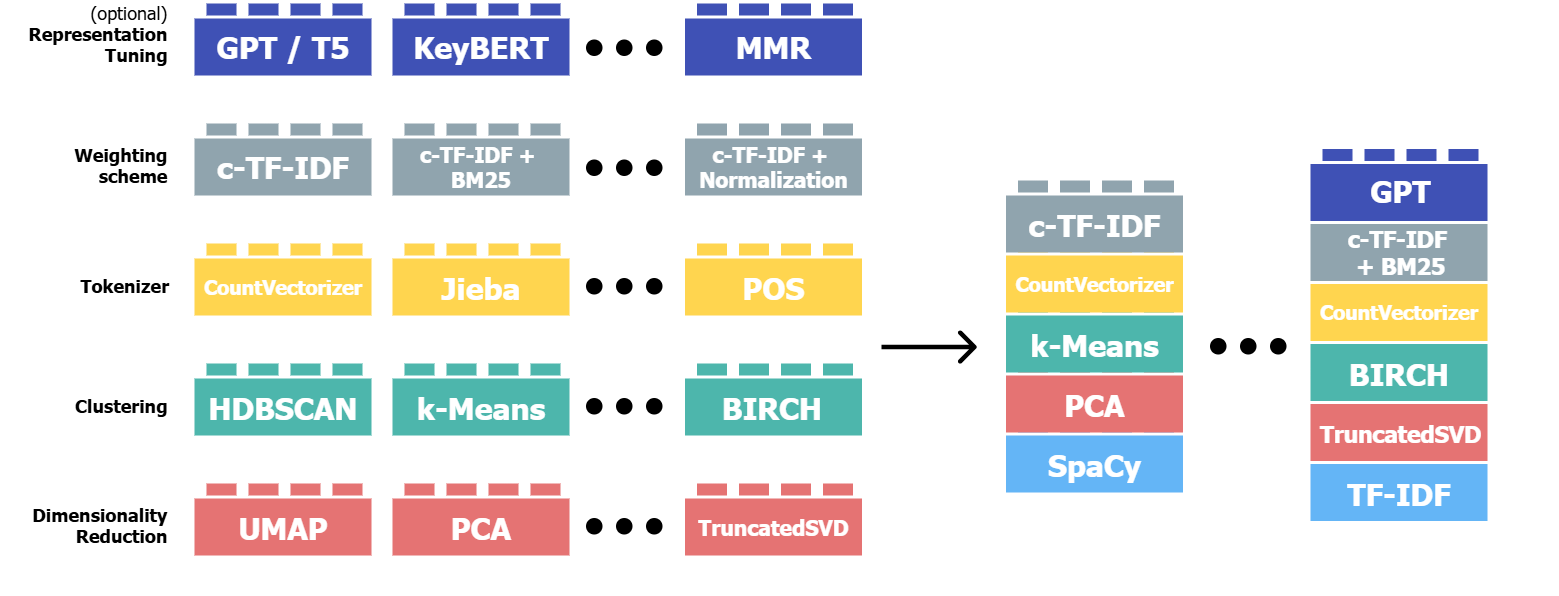 (optional)
Representation
Tuning
GPT / T5
KeyBERT
MMR
Weighting
scheme
c-TF-IDF
c-TF-IDF +
BM25
c-TF-IDF +
Normalization
Tokenizer
CountVectorizer
Jieba
POS
Clustering
HDBSCAN
k-Means
BIRCH
Dimensionality
Reduction
UMAP
PCA
TruncatedSVD
c-TF-IDF
CountVectorizer
k-Means
PCA
SpaCy
GPT
c-TF-IDF
+ BM25
CountVectorizer
BIRCH
TruncatedSVD
TF-IDF